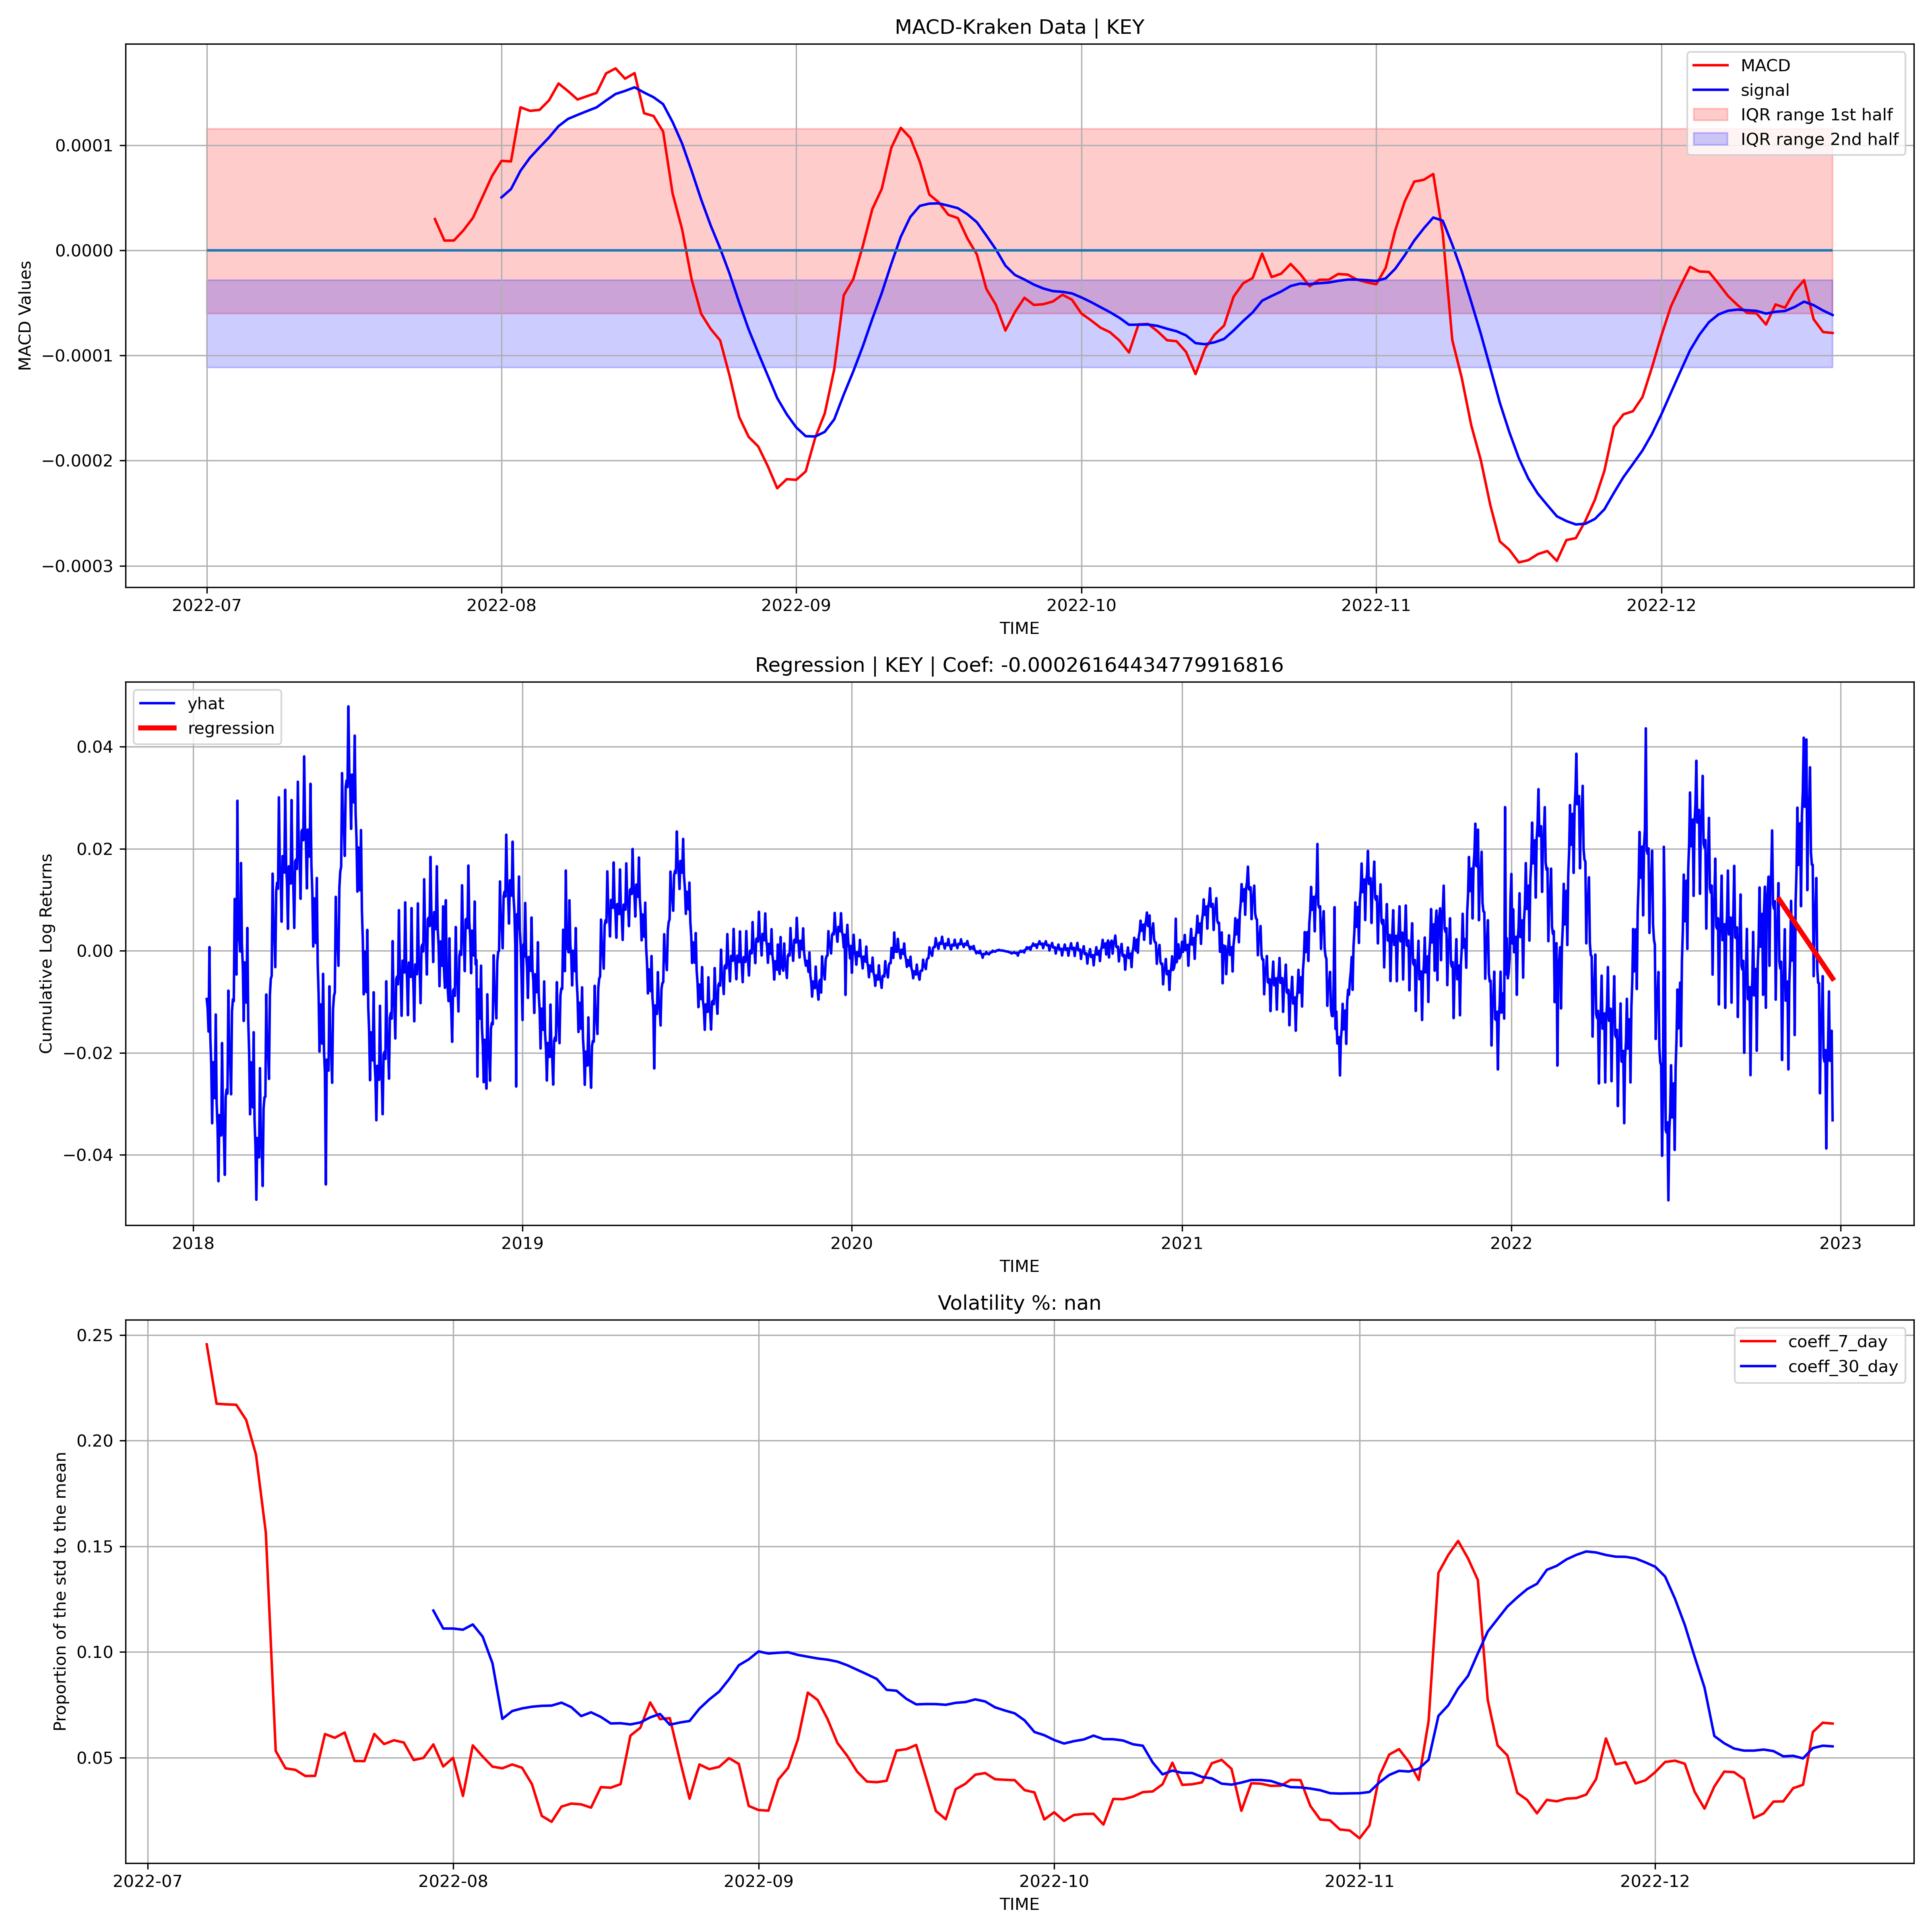 MACD-Kraken Data | KEY
MACD
signal
IQR range 1st half
IQR range 2nd half
0.0001
0.0000
−0.0001
−0.0002
−0.0003
MACD Values
2022-07 2022-08 2022-09 2022-10 2022-11 2022-12
TIME
Regression | KEY | Coef: -0.00026164434779916816
yhat
regression
0.04
0.02
0.00
−0.02
−0.04
Cumulative Log Returns
2018 2019 2020 2021 2022 2023
TIME
Volatility %: nan
coeff_7_day
coeff_30_day
0.25
0.20
0.15
0.10
0.05
Proportion of the std to the mean
2022-07 2022-08 2022-09 2022-10 2022-11 2022-12
TIME